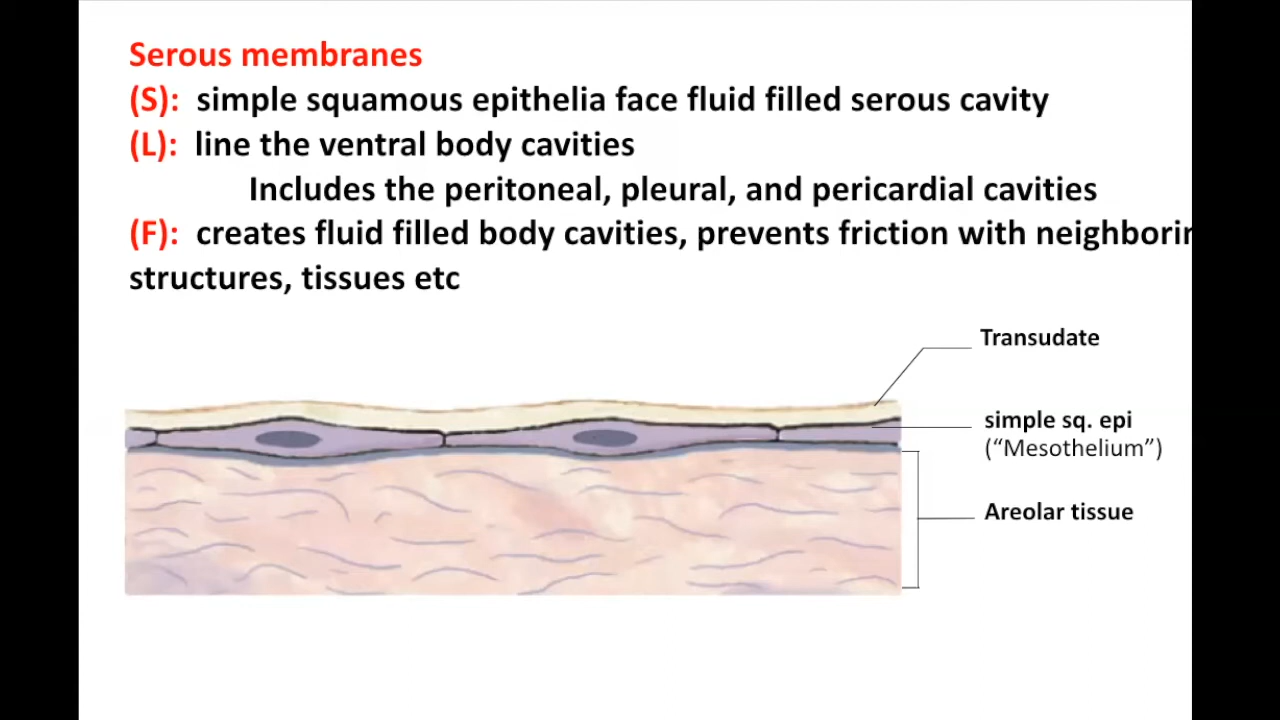 Serous membranes
(S): simple squamous epithelia face fluid filled serous cavity
(L): line the ventral body cavities
Includes the peritoneal, pleural, and pericardial cavities
(F): creates fluid filled body cavities, prevents friction with neighborin
structures, tissues etc
Transudate
simple sq. epi
(“Mesothelium”)
Areolar tissue